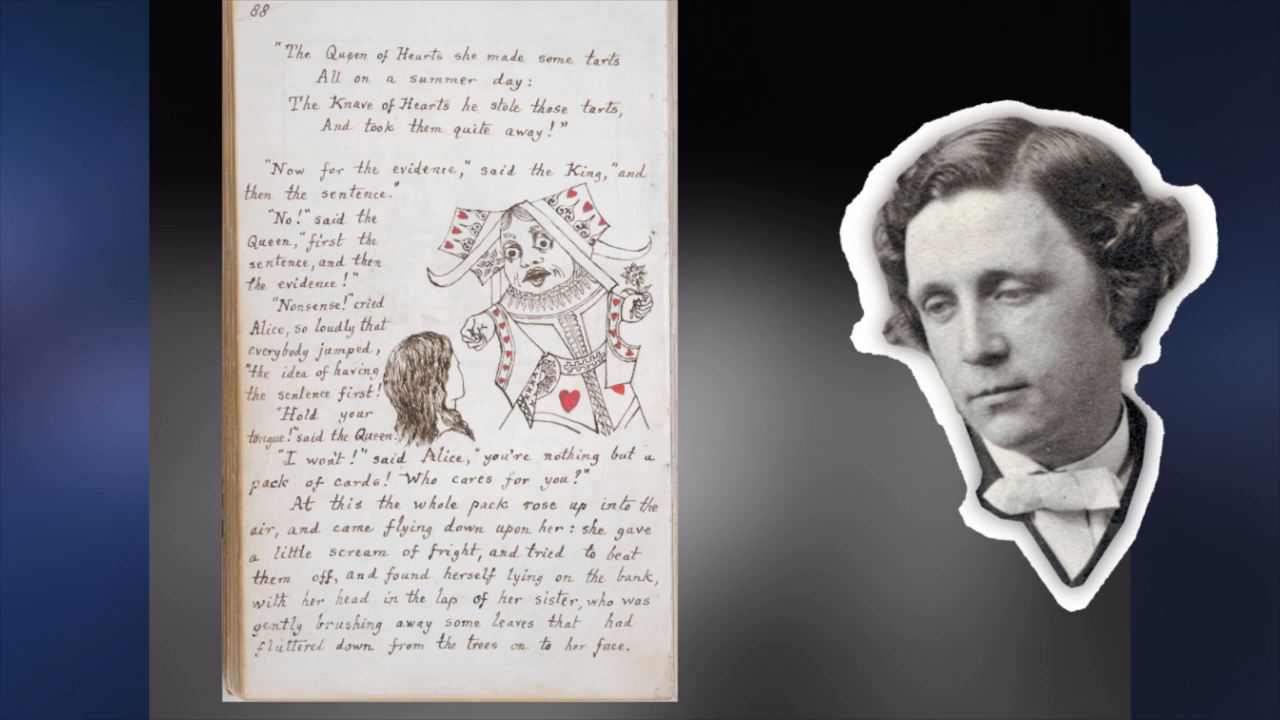 88
"The Queen of Hearts she made some tarts
All on a summer day:
The Knave of Hearts he stole those tarts,
And took them quite away!"
"Now for the evidence," said the King, "and
then the sentence."
"No!" said the
Queen, "first the
sentence, and then
the evidence!"
"Nonsense!" cried
Alice, so loudly that
everybody jumped,
"the idea of having
the sentence first!
"Hold your
tongue!" said the Queen.
"I won't!" said Alice, "you're nothing but a
pack of cards! Who cares for you?"
At this the whole pack rose up into the
air, and came flying down upon her: she gave
a little scream of fright, and tried to beat
them off, and found herself lying on the bank,
with her head in the lap of her sister, who was
gently brushing away some leaves that had
fluttered down from the trees on to her face.